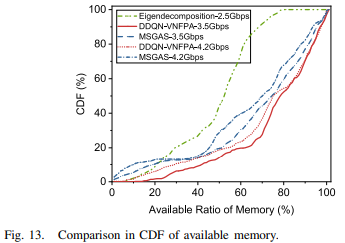 100
80
60
40
20
0
CDF (%)
Eigendecomposition-2.5Gbps
DDQN-VNFPA-3.5Gbps
MSGAS-3.5Gbps
DDQN-VNFPA-4.2Gbps
MSGAS-4.2Gbps
0 20 40 60 80 100
Available Ratio of Memory (%)
Fig. 13. Comparison in CDF of available memory.